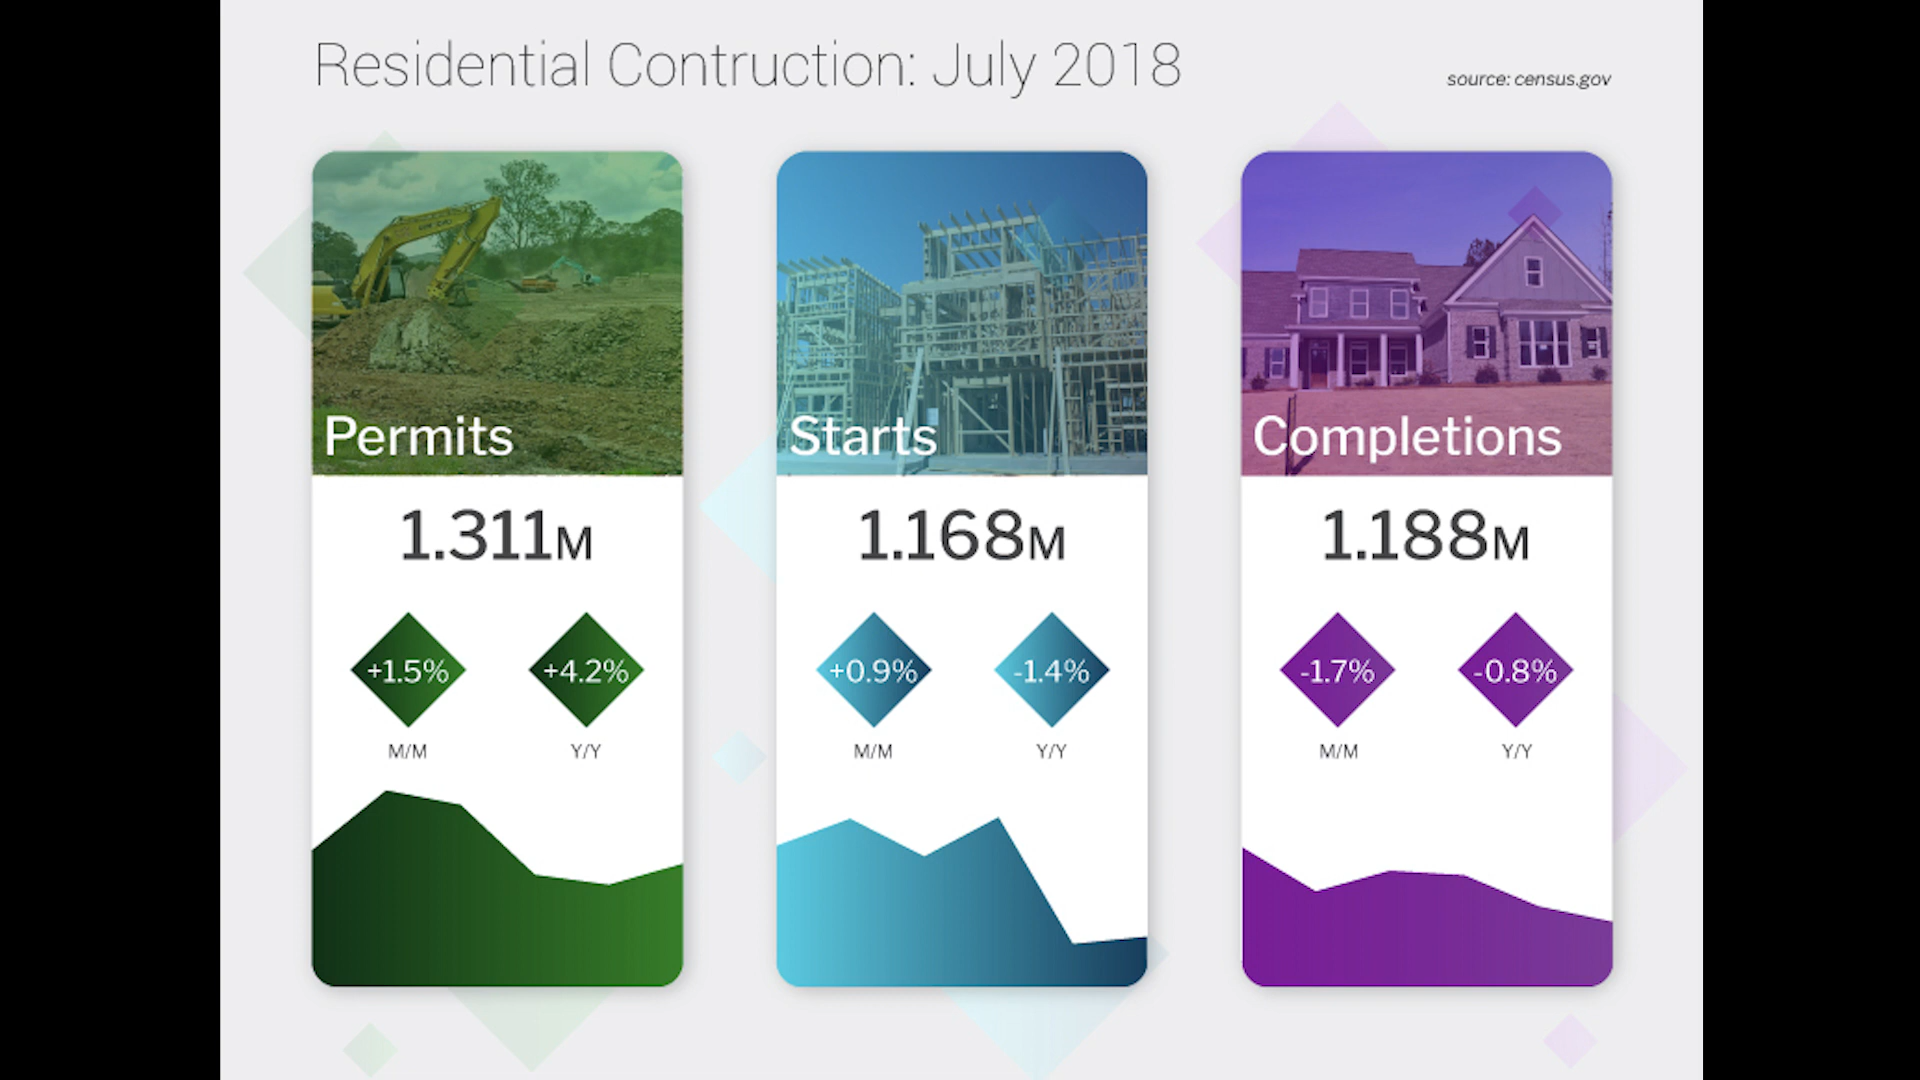 Residential Contruction: July 2018
source: census.gov
Permits
1.311M
+1.5%
+4.2%
M/M
Y/Y
Starts
1.168M
+0.9%
-1.4%
M/M
Y/Y
Completions
1.188M
-1.7%
-0.8%
M/M
Y/Y